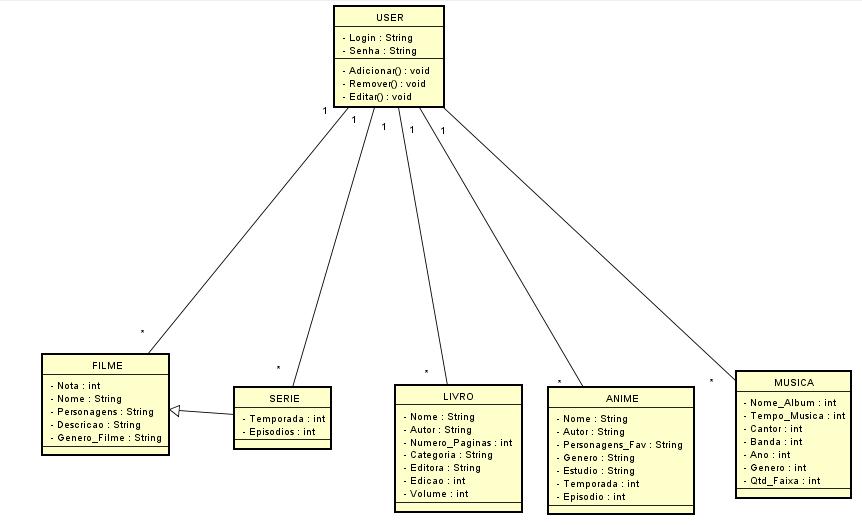 USER
- Login : String
- Senha : String
- Adicionar() : void
- Remover() : void
- Editar() : void
1
1
1
1
1
*
*
*
*
*
FILME
- Nota : int
- Nome : String
- Personagens : String
- Descricao : String
- Genero_Filme : String
SERIE
- Temporada : int
- Episodios : int
LIVRO
- Nome : String
- Autor : String
- Numero_Paginas : int
- Categoria : String
- Editora : String
- Edicao : int
- Volume : int
ANIME
- Nome : String
- Autor : String
- Personagens_Fav : String
- Genero : String
- Estudio : String
- Temporada : int
- Episodio : int
MUSICA
- Nome_Album : int
- Tempo_Musica : int
- Cantor : int
- Banda : int
- Ano : int
- Genero : int
- Qtd_Faixa : int